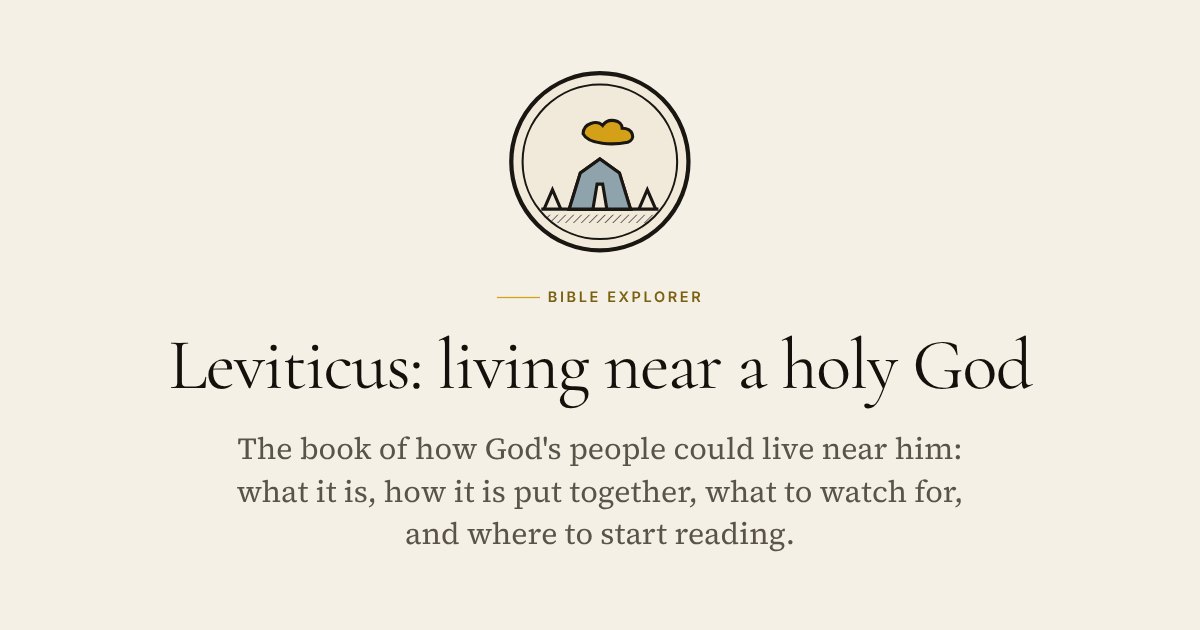 BIBLE EXPLORER
Leviticus: living near a holy God
The book of how God's people could live near him:
what it is, how it is put together, what to watch for,
and where to start reading.